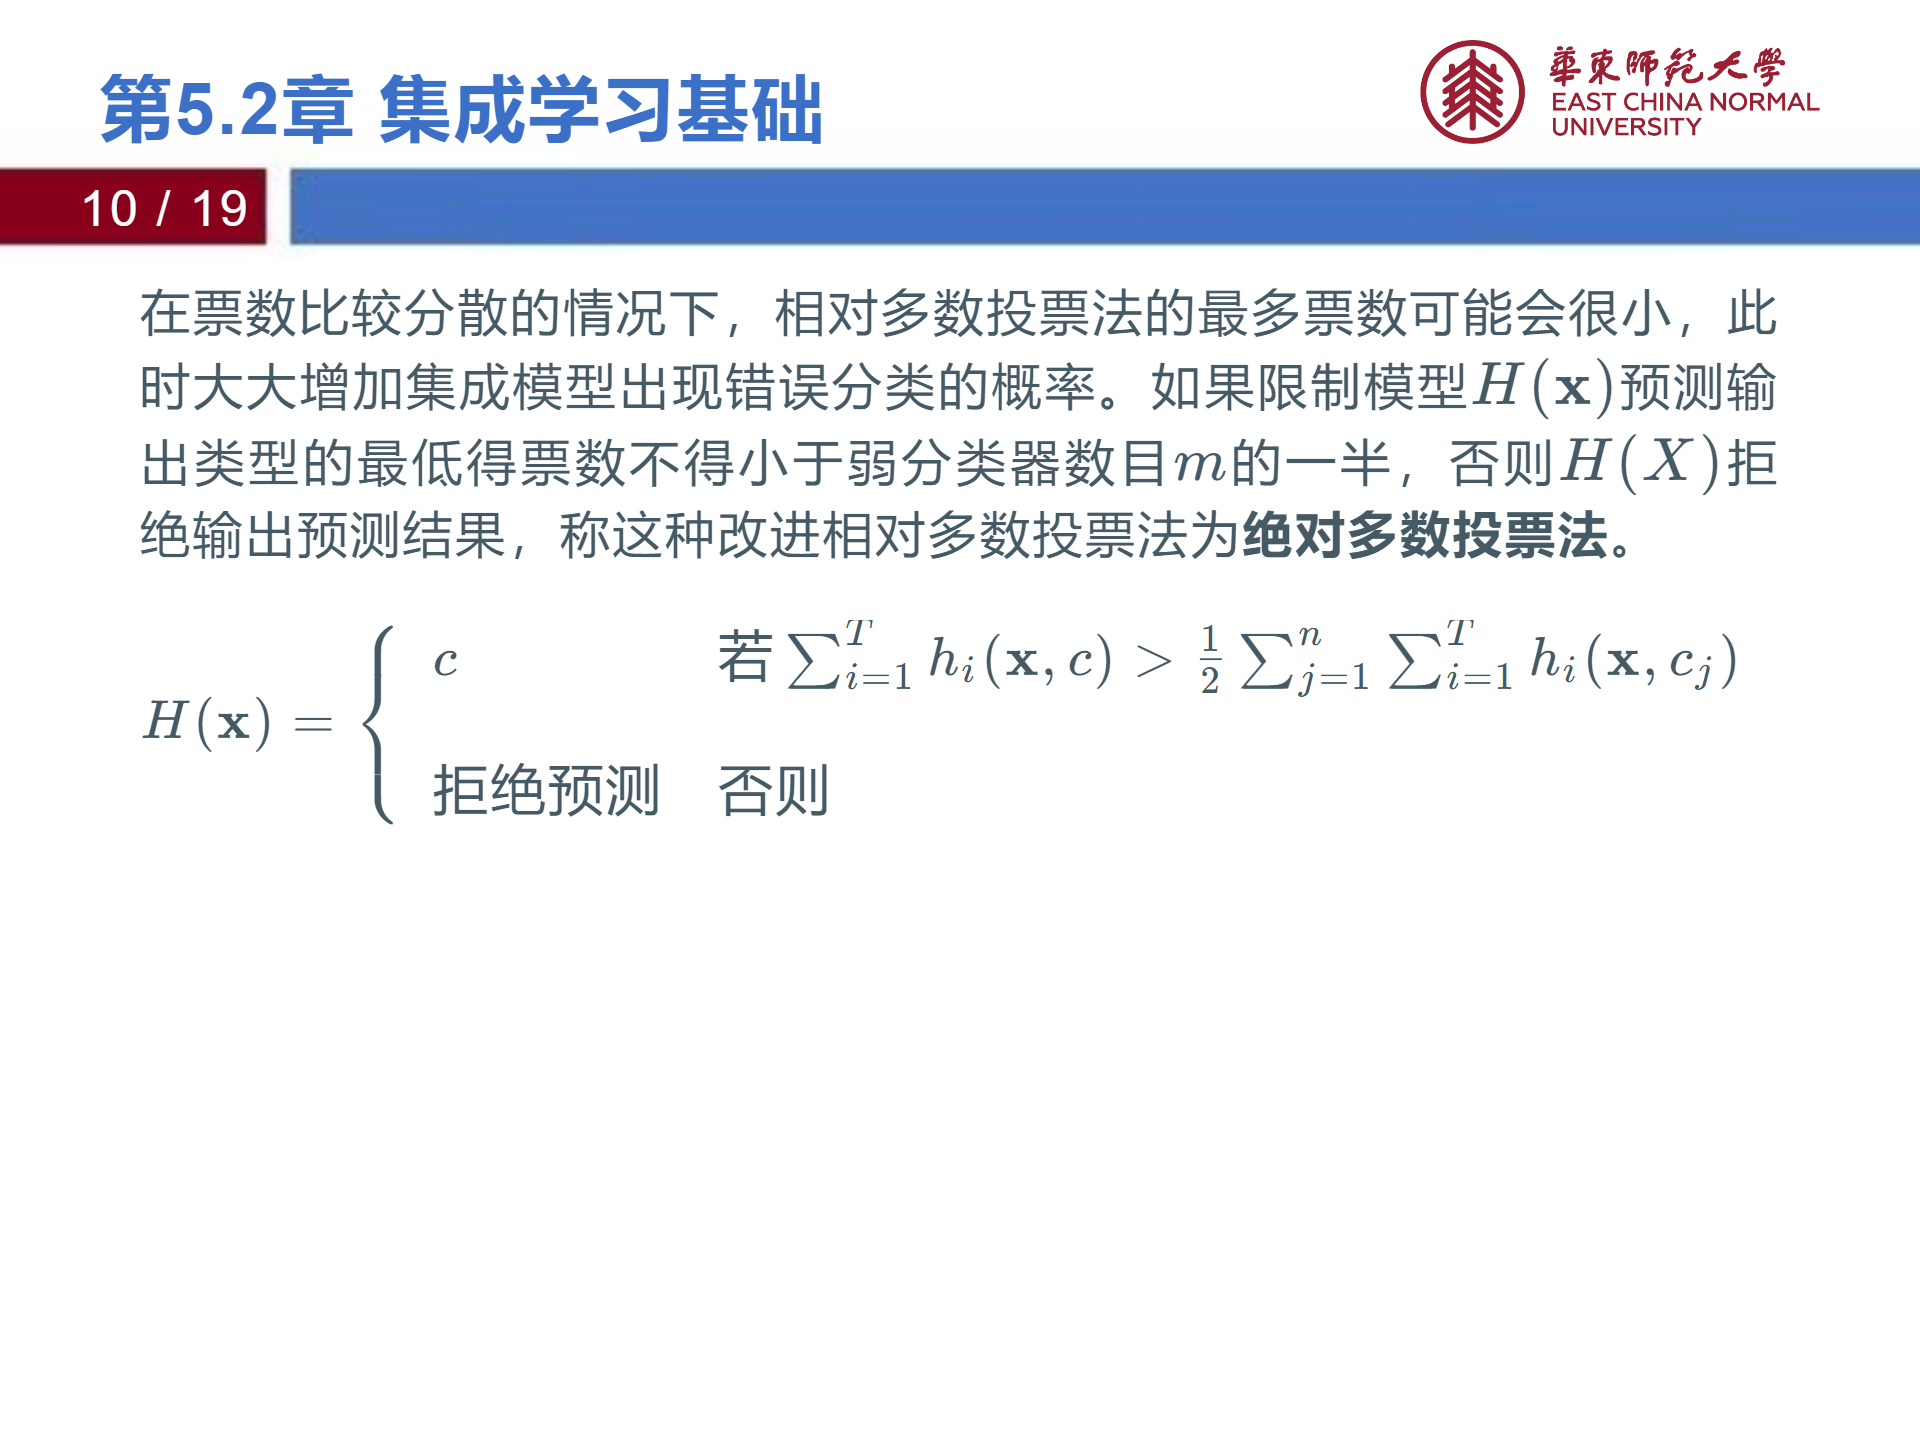 第5.2章 集成学习基础
華東師範大學
EAST CHINA NORMAL
UNIVERSITY
10 / 19
在票数比较分散的情况下，相对多数投票法的最多票数可能会很小，此
时大大增加集成模型出现错误分类的概率。如果限制模型H(x)预测输
出类型的最低得票数不得小于弱分类器数目m的一半，否则H(X)拒
绝输出预测结果，称这种改进相对多数投票法为绝对多数投票法。
H(x) = { c 若 ∑_{i=1}^{T} h_i(x, c) > 1/2 ∑_{j=1}^{n} ∑_{i=1}^{T} h_i(x, c_j)
拒绝预测 否则